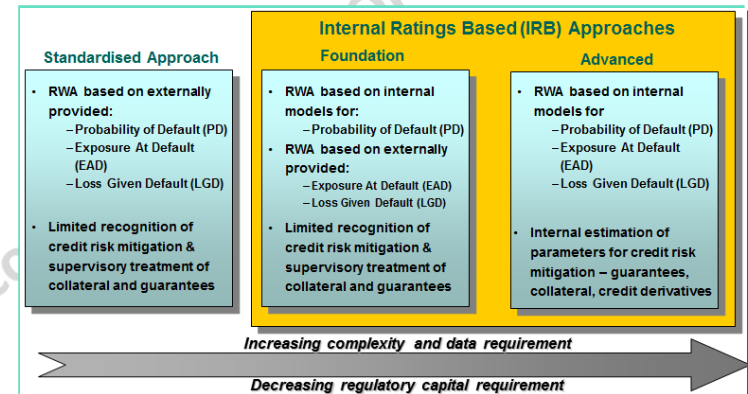 Internal Ratings Based (IRB) Approaches
Standardised Approach
• RWA based on externally
provided:
– Probability of Default (PD)
– Exposure At Default
(EAD)
– Loss Given Default (LGD)
• Limited recognition of
credit risk mitigation &
supervisory treatment of
collateral and guarantees
Foundation
• RWA based on internal
models for:
– Probability of Default (PD)
• RWA based on externally
provided:
– Exposure At Default (EAD)
– Loss Given Default (LGD)
• Limited recognition of
credit risk mitigation &
supervisory treatment of
collateral and guarantees
Advanced
• RWA based on internal
models for
– Probability of Default (PD)
– Exposure At Default
(EAD)
– Loss Given Default (LGD)
• Internal estimation of
parameters for credit risk
mitigation – guarantees,
collateral, credit derivatives
Increasing complexity and data requirement
Decreasing regulatory capital requirement